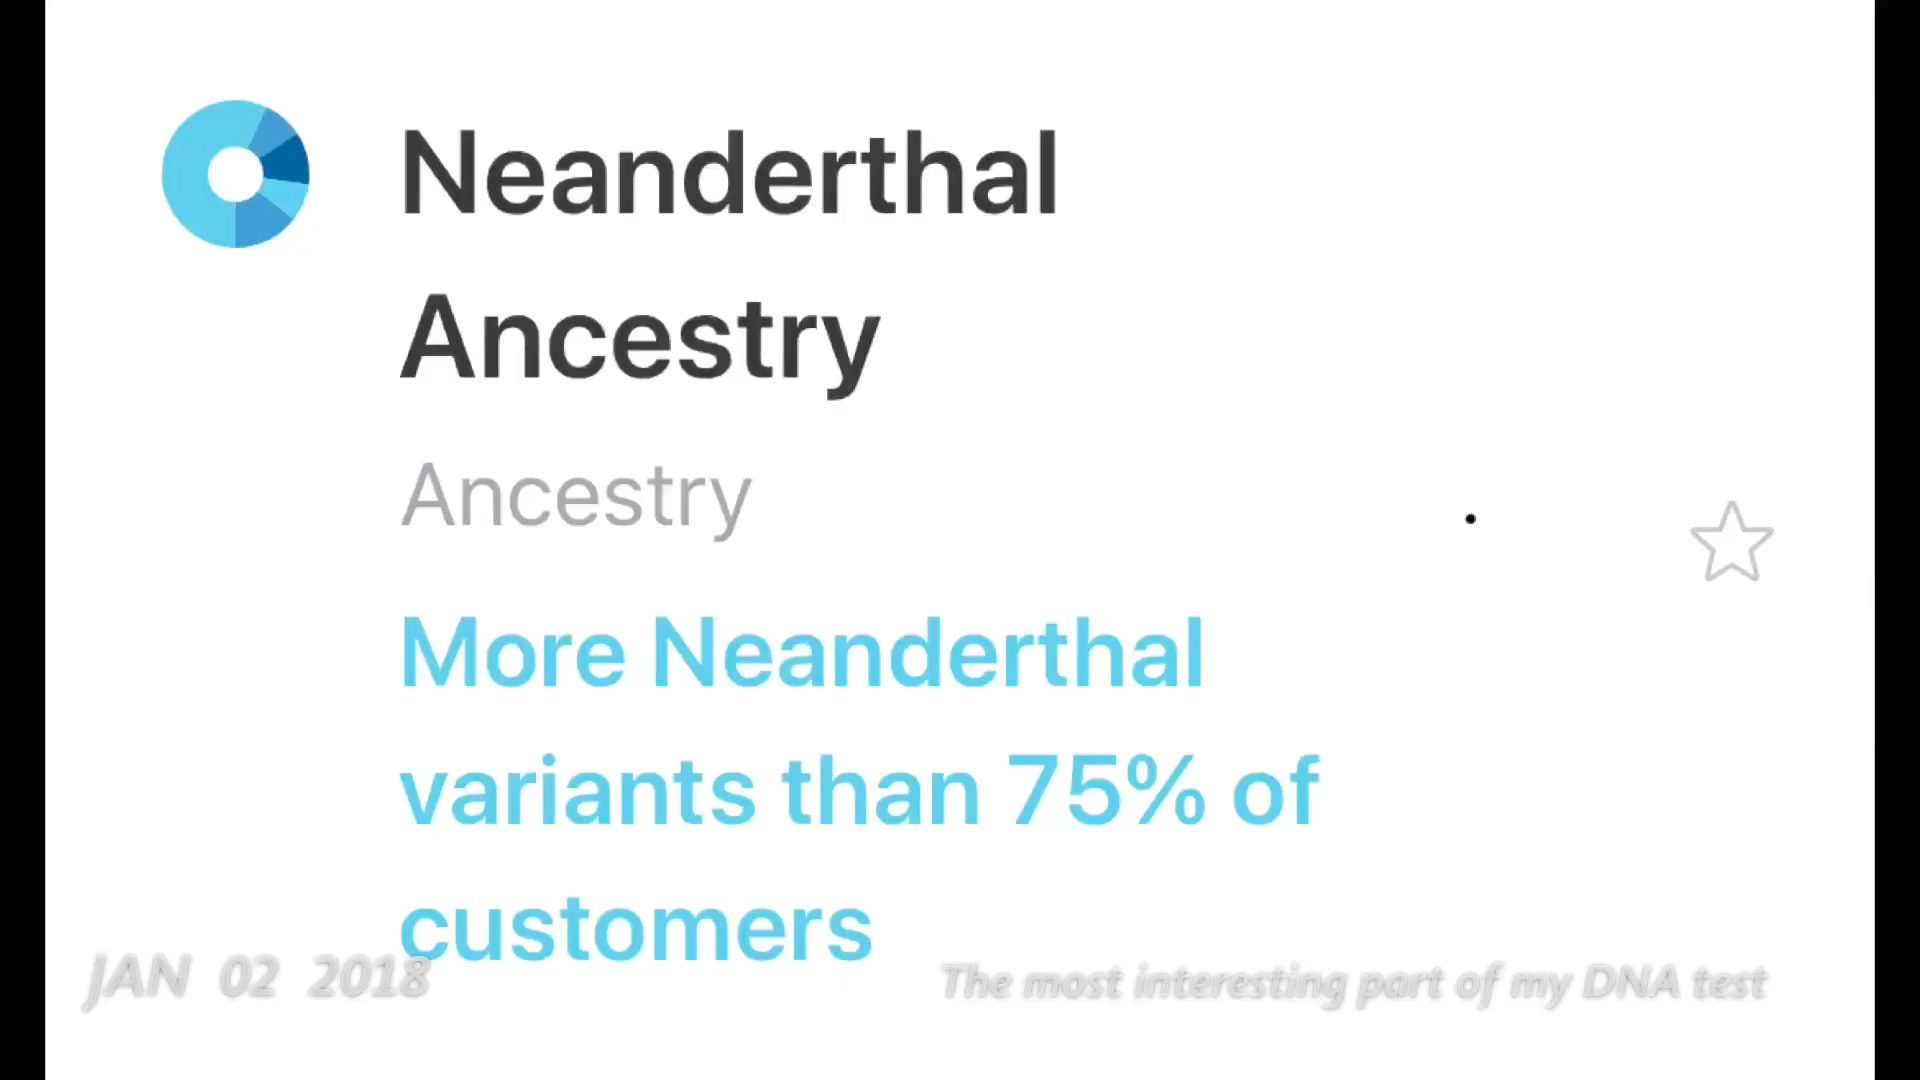 Neanderthal
Ancestry
Ancestry
More Neanderthal
variants than 75% of
customers
JAN 02 2018
The most interesting part of my DNA test